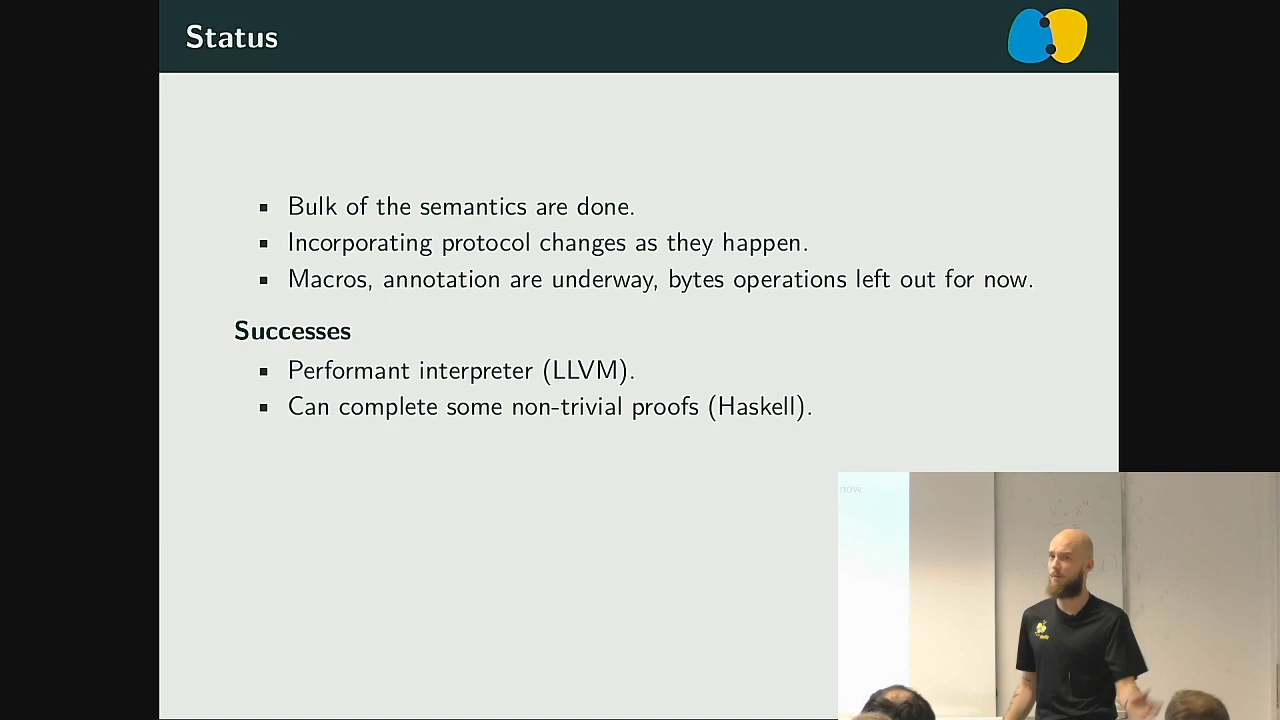 Status
Bulk of the semantics are done.
Incorporating protocol changes as they happen.
Macros, annotation are underway, bytes operations left out for now.
Successes
Performant interpreter (LLVM).
Can complete some non-trivial proofs (Haskell).
now.